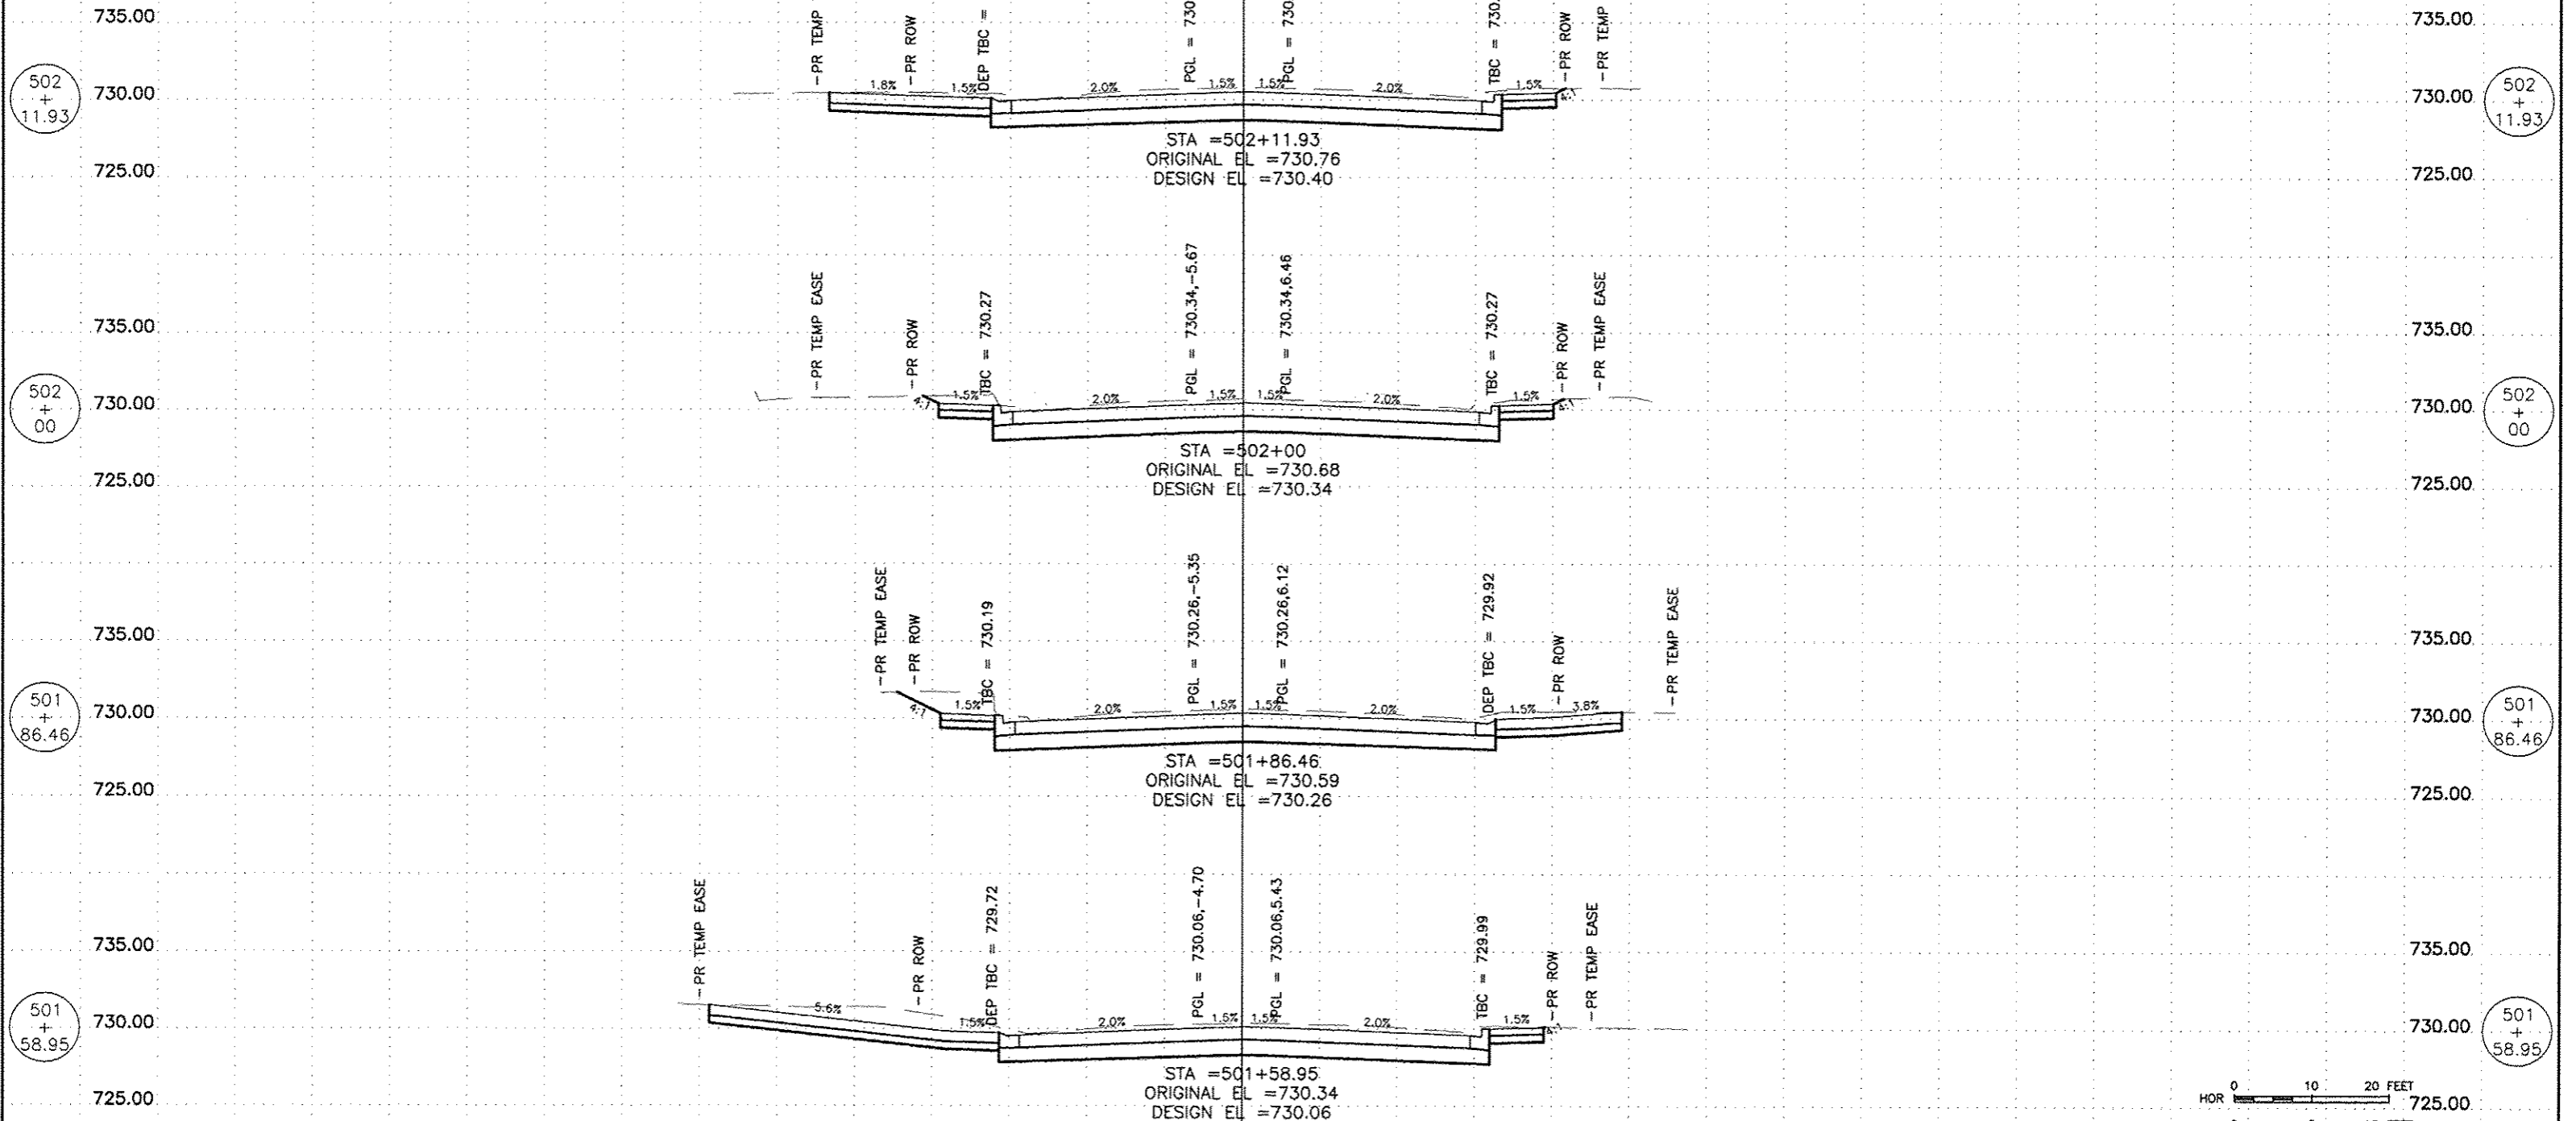 735.00
-PR TEMP
-PR ROW
DEP TBC =
PGL = 730
PGL = 730
TBC = 730.
-PR ROW
-PR TEMP
735.00
502
+
11.93
730.00
1.8%
1.5%
2.0%
1.5%
1.5%
2.0%
1.5%
730.00
502
+
11.93
STA =502+11.93
ORIGINAL EL =730.76
DESIGN EL =730.40
725.00
725.00
735.00
-PR TEMP EASE
-PR ROW
TBC = 730.27
PGL = 730.34,-5.67
PGL = 730.34,6.46
TBC = 730.27
-PR ROW
-PR TEMP EASE
735.00
502
+
00
730.00
4:1
1.5%
2.0%
1.5%
1.5%
2.0%
1.5%
4:1
730.00
502
+
00
STA =502+00
ORIGINAL EL =730.68
DESIGN EL =730.34
725.00
725.00
735.00
-PR TEMP EASE
-PR ROW
TBC = 730.19
PGL = 730.26,-5.35
PGL = 730.26,6.12
DEP TBC = 729.92
-PR ROW
-PR TEMP EASE
735.00
501
+
86.46
730.00
4:1
1.5%
2.0%
1.5%
1.5%
2.0%
1.5%
3.8%
730.00
501
+
86.46
STA =501+86.46
ORIGINAL EL =730.59
DESIGN EL =730.26
725.00
725.00
735.00
-PR TEMP EASE
-PR ROW
DEP TBC = 729.72
PGL = 730.06,-4.70
PGL = 730.06,5.43
TBC = 729.99
-PR ROW
-PR TEMP EASE
735.00
501
+
58.95
730.00
5.6%
1.5%
2.0%
1.5%
1.5%
2.0%
1.5%
730.00
501
+
58.95
STA =501+58.95
ORIGINAL EL =730.34
DESIGN EL =730.06
725.00
HOR 0 10 20 FEET
725.00